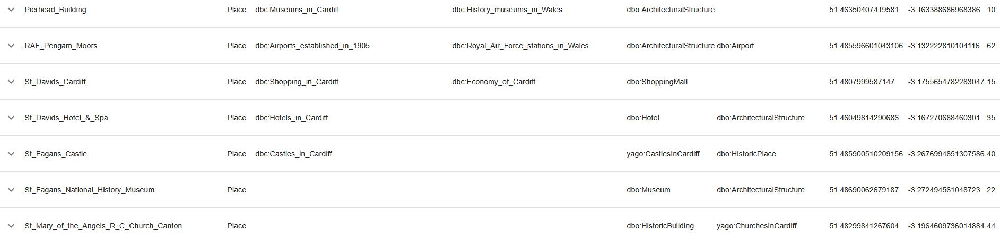 Pierhead_Building Place dbc:Museums_in_Cardiff dbc:History_museums_in_Wales dbo:ArchitecturalStructure 51.46350407419581 -3.163388686968386 10
RAF_Pengam_Moors Place dbc:Airports_established_in_1905 dbc:Royal_Air_Force_stations_in_Wales dbo:ArchitecturalStructure dbo:Airport 51.485596601043106 -3.132222810104116 62
St_Davids_Cardiff Place dbc:Shopping_in_Cardiff dbc:Economy_of_Cardiff dbo:ShoppingMall 51.4807999587147 -3.1755654782283047 15
St_Davids_Hotel_&_Spa Place dbc:Hotels_in_Cardiff dbo:Hotel dbo:ArchitecturalStructure 51.46049814290686 -3.167270688460301 35
St_Fagans_Castle Place dbc:Castles_in_Cardiff yago:CastlesInCardiff dbo:HistoricPlace 51.485900510209156 -3.2676994851307586 40
St_Fagans_National_History_Museum Place dbo:Museum dbo:ArchitecturalStructure 51.48690062679187 -3.272494561048723 22
St_Mary_of_the_Angels_R_C_Church_Canton Place dbo:HistoricBuilding yago:ChurchesInCardiff 51.48299841267604 -3.1964609736014884 44